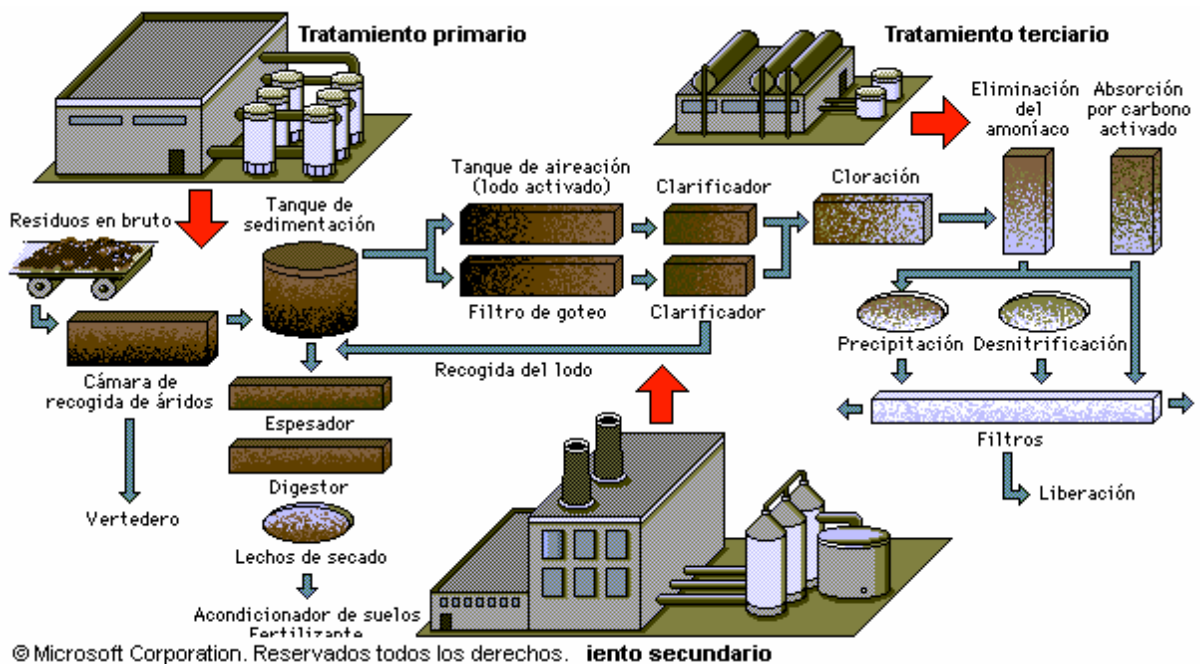 Tratamiento primario
Tratamiento terciario
Eliminación
del
amoníaco
Absorción
por carbono
activado
Tanque de aireación
(lodo activado)
Clarificador
Cloración
Residuos en bruto
Tanque de
sedimentación
Filtro de goteo
Clarificador
Precipitación
Desnitrificación
Recogida del lodo
Cámara de
recogida de áridos
Espesador
Filtros
Digestor
Liberación
Vertedero
Lechos de secado
Acondicionador de suelos
Fertilizante
© Microsoft Corporation. Reservados todos los derechos. iento secundario